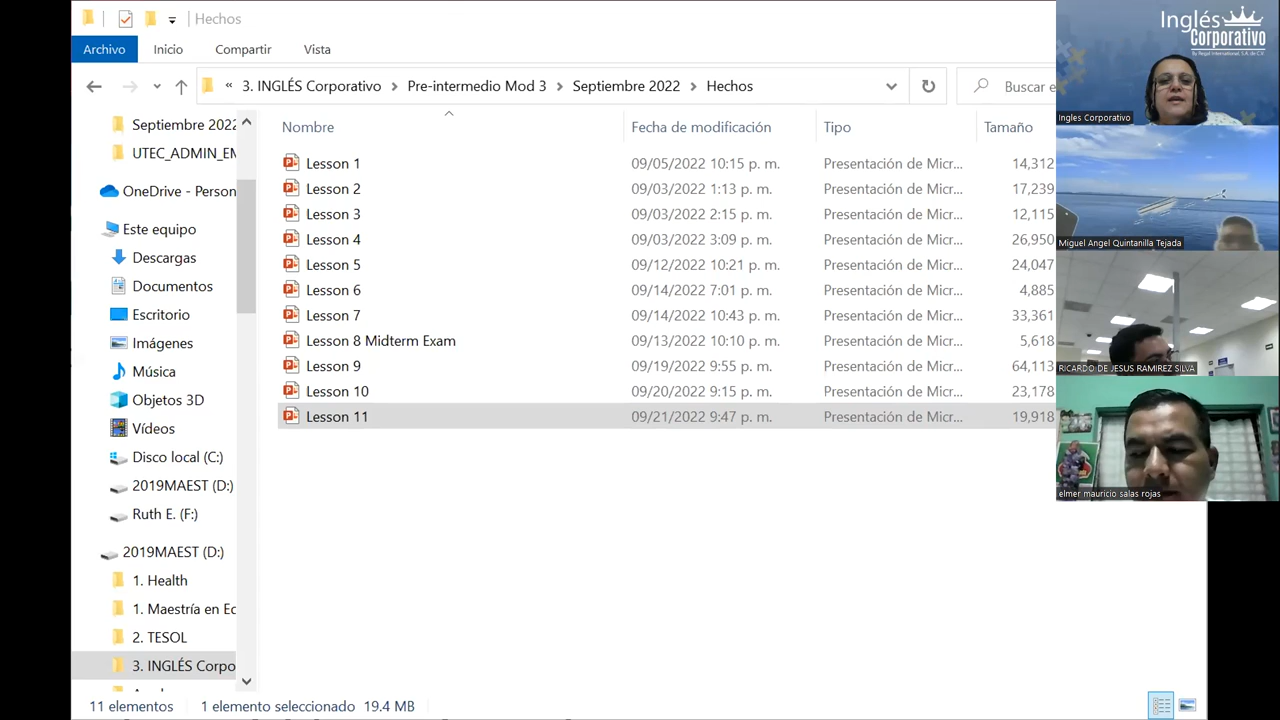 Hechos
Archivo Inicio Compartir Vista
« 3. INGLÉS Corporativo Pre-intermedio Mod 3 Septiembre 2022 Hechos Buscar e
Nombre Fecha de modificación Tipo Tamaño
Lesson 1 09/05/2022 10:15 p. m. Presentación de Micr... 14,312
Lesson 2 09/03/2022 1:13 p. m. Presentación de Micr... 17,239
Lesson 3 09/03/2022 2:15 p. m. Presentación de Micr... 12,115
Lesson 4 09/03/2022 3:09 p. m. Presentación de Micr... 26,950
Lesson 5 09/12/2022 10:21 p. m. Presentación de Micr... 24,047
Lesson 6 09/14/2022 7:01 p. m. Presentación de Micr... 4,885
Lesson 7 09/14/2022 10:43 p. m. Presentación de Micr... 33,361
Lesson 8 Midterm Exam 09/13/2022 10:10 p. m. Presentación de Micr... 5,618
Lesson 9 09/19/2022 9:55 p. m. Presentación de Micr... 64,113
Lesson 10 09/20/2022 9:15 p. m. Presentación de Micr... 23,178
Lesson 11 09/21/2022 9:47 p. m. Presentación de Micr... 19,918
Septiembre 2022
UTEC_ADMIN_EM
OneDrive - Person
Este equipo
Descargas
Documentos
Escritorio
Imágenes
Música
Objetos 3D
Vídeos
Disco local (C:)
2019MAEST (D:)
Ruth E. (F:)
2019MAEST (D:)
1. Health
1. Maestría en Ec
2. TESOL
3. INGLÉS Corpo
11 elementos 1 elemento seleccionado 19.4 MB
Inglés
Corporativo
By Regal International, S.A. de C.V.
Ingles Corporativo
Miguel Angel Quintanilla Tejada
RICARDO DE JESUS RAMIREZ SILVA
elmer mauricio salas rojas